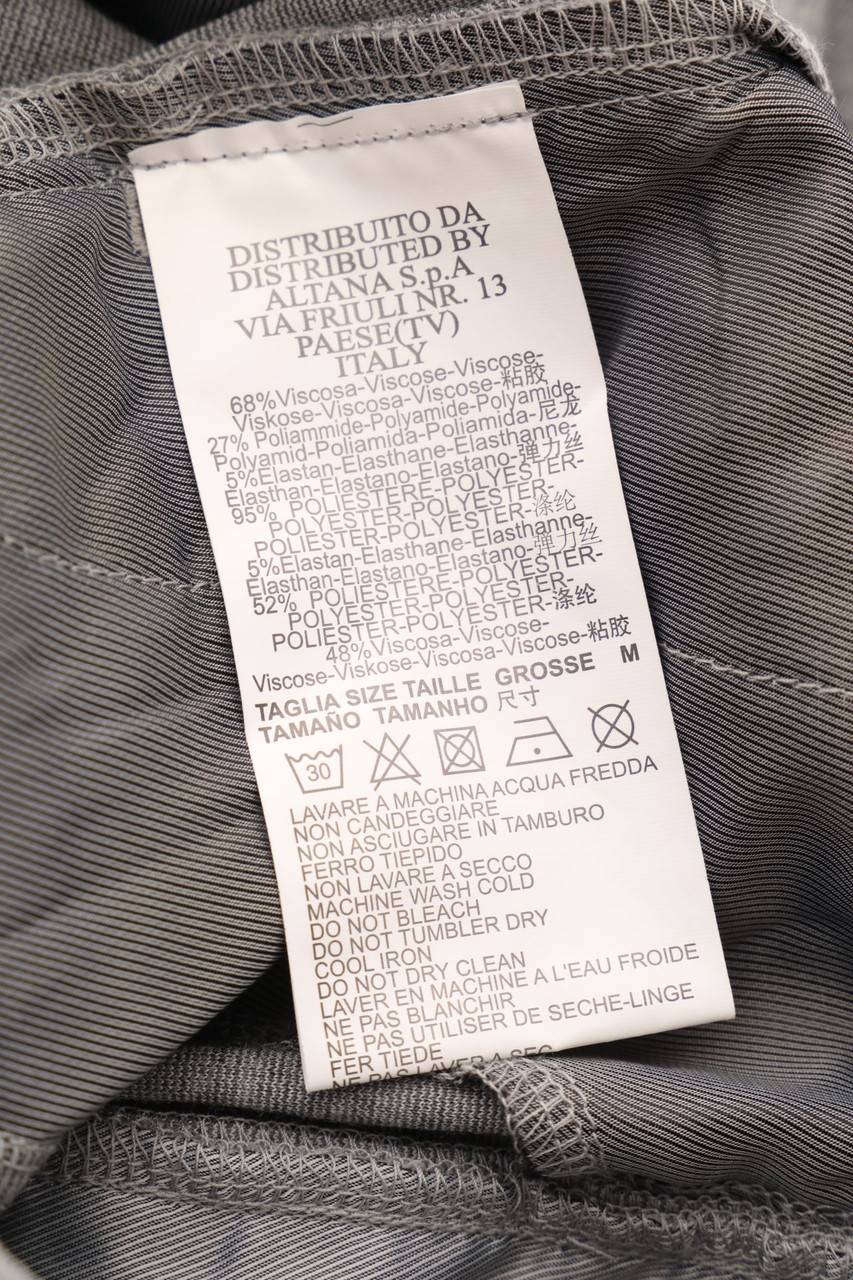 DISTRIBUITO DA
DISTRIBUTED BY
ALTANA S.p.A
VIA FRIULI NR. 13
PAESE(TV)
ITALY
68%Viscosa-Viscose-Viscose-
Viskose-Viscosa-Viscose-粘胶
27% Poliammide-Polyamide-Polyamide-
Polyamid-Poliamida-Poliamida-尼龙
5%Elastan-Elasthane-Elasthanne-
Elasthan-Elastano-Elastano-弹力丝
95% POLIESTERE-POLYESTER-
POLYESTER-POLYESTER-
POLIESTER-POLYESTER-涤纶
5%Elastan-Elasthane-Elasthanne-
Elasthan-Elastano-Elastano-弹力丝
52% POLIESTERE-POLYESTER-
POLYESTER-POLYESTER-
POLIESTER-POLYESTER-涤纶
48%Viscosa-Viscose-
Viscose-Viskose-Viscosa-Viscose-粘胶
TAGLIA SIZE TAILLE GROSSE M
TAMAÑO TAMANHO 尺寸
30
LAVARE A MACHINA ACQUA FREDDA
NON CANDEGGIARE
NON ASCIUGARE IN TAMBURO
FERRO TIEPIDO
NON LAVARE A SECCO
MACHINE WASH COLD
DO NOT BLEACH
DO NOT TUMBLER DRY
COOL IRON
DO NOT DRY CLEAN
LAVER EN MACHINE A L'EAU FROIDE
NE PAS BLANCHIR
NE PAS UTILISER DE SECHE-LINGE
FER TIEDE
NE PAS LAVER A SEC